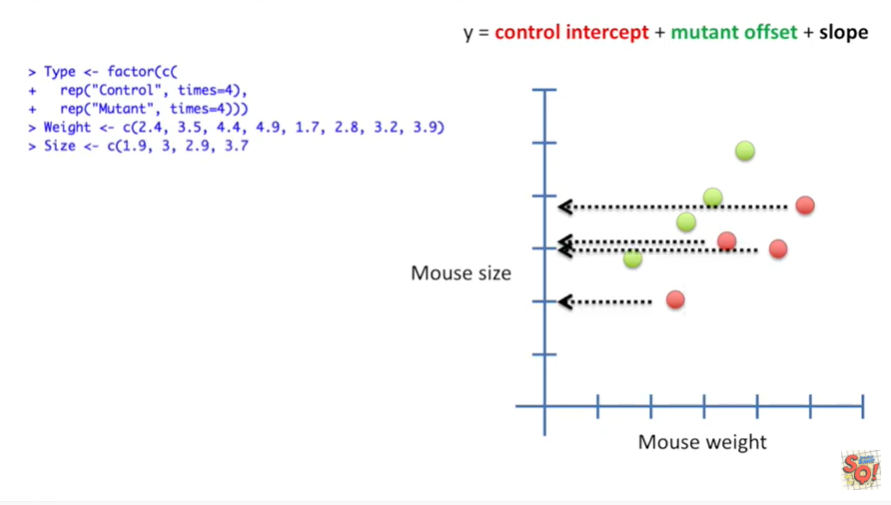 y = control intercept + mutant offset + slope
> Type <- factor(c(
+   rep("Control", times=4),
+   rep("Mutant", times=4)))
> Weight <- c(2.4, 3.5, 4.4, 4.9, 1.7, 2.8, 3.2, 3.9)
> Size <- c(1.9, 3, 2.9, 3.7
Mouse size
Mouse weight
SQ!